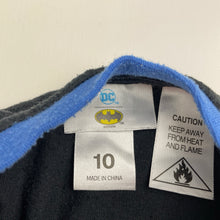 DC
10
MADE IN CHINA
CAUTION
KEEP AWAY
FROM HEAT
AND FLAME